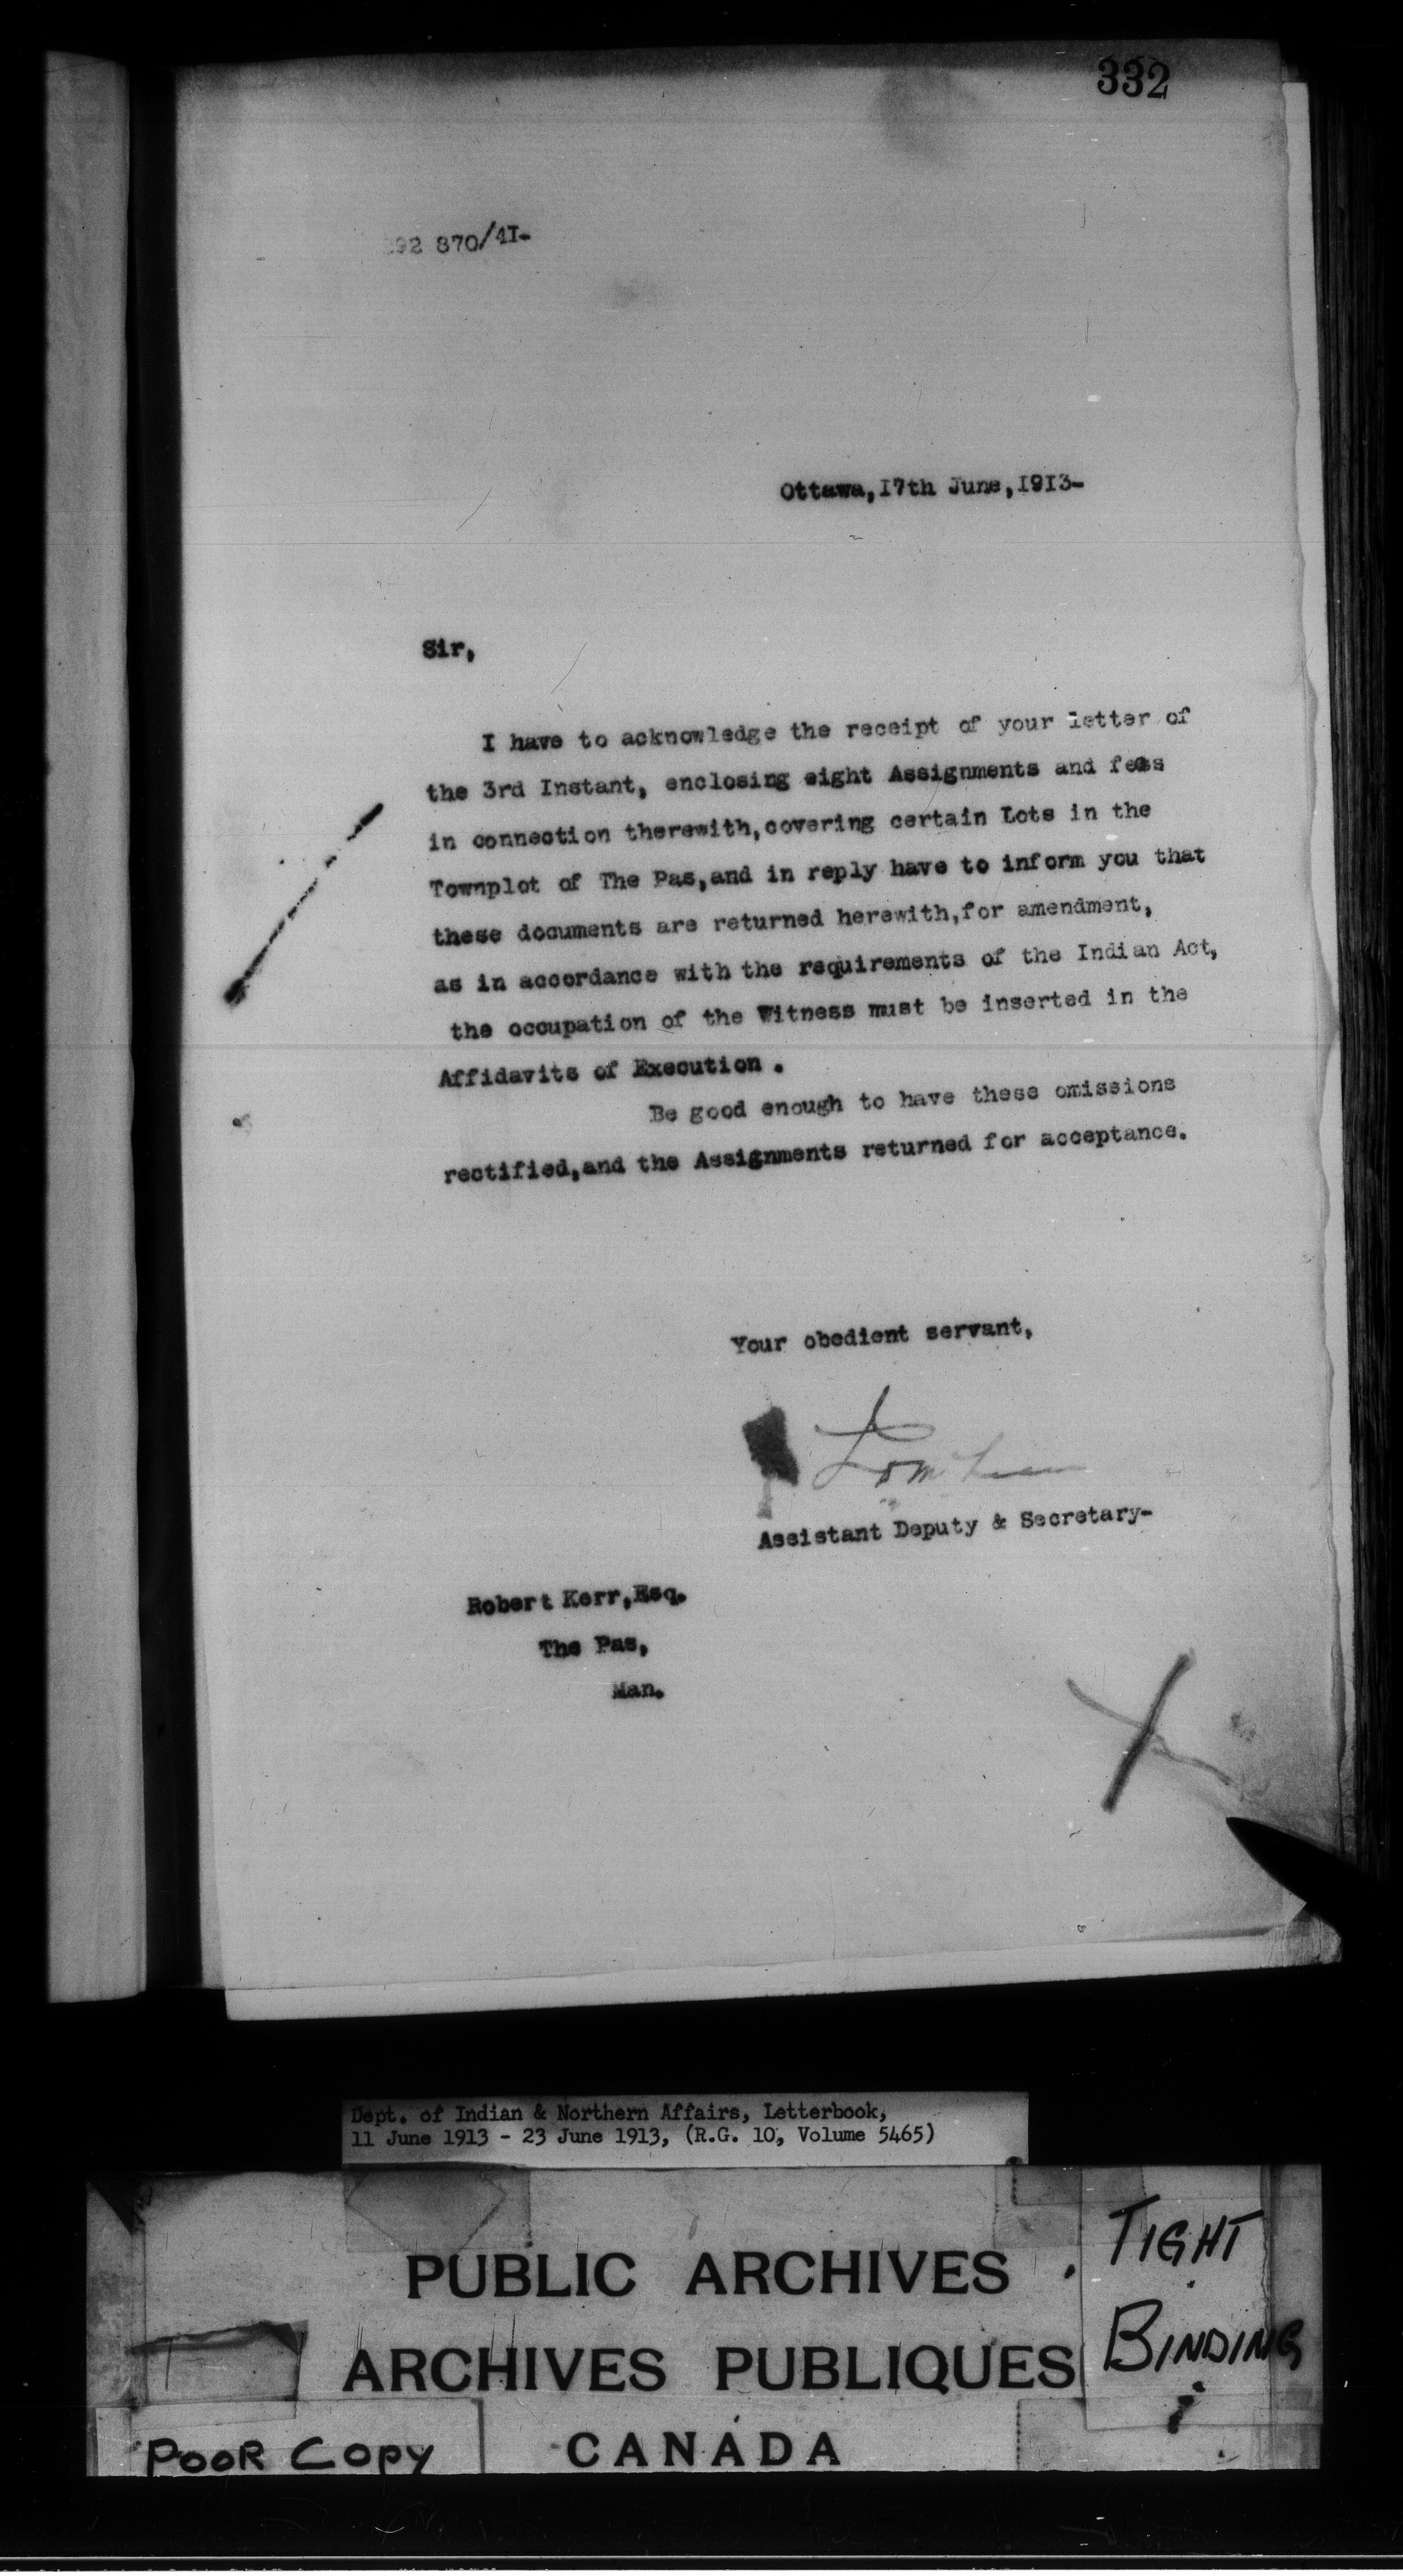 332
292 870/4I-
Ottawa,I7th June,I9I3-
Sir,
I have to acknowledge the receipt of your letter of
the 3rd Instant, enclosing eight Assignments and fees
in connection therewith,covering certain Lots in the
Townplot of The Pas,and in reply have to inform you that
these documents are returned herewith,for amendment,
as in accordance with the requirements of the Indian Act,
the occupation of the Witness must be inserted in the
Affidavits of Execution .
Be good enough to have these omissions
rectified,and the Assignments returned for acceptance.
Your obedient servant,
Assistant Deputy & Secretary-
Robert Kerr,Esq.
The Pas,
Man.
Dept. of Indian & Northern Affairs, Letterbook,
11 June 1913 - 23 June 1913, (R.G. 10, Volume 5465)
PUBLIC ARCHIVES
ARCHIVES PUBLIQUES
CANADA
TIGHT
BINDING
POOR COPY